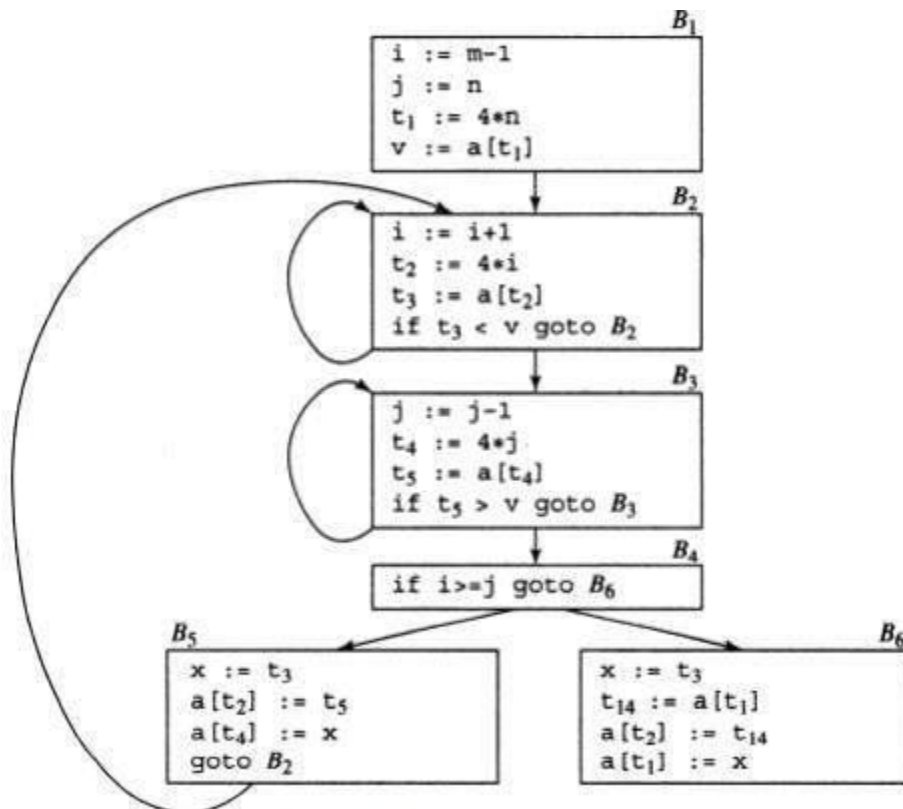 B₁
i := m-1
j := n
t₁ := 4*n
v := a[t₁]
B₂
i := i+1
t₂ := 4*i
t₃ := a[t₂]
if t₃ < v goto B₂
B₃
j := j-1
t₄ := 4*j
t₅ := a[t₄]
if t₅ > v goto B₃
B₄
if i>=j goto B₆
B₅
x := t₃
a[t₂] := t₅
a[t₄] := x
goto B₂
B₆
x := t₃
t₁₄ := a[t₁]
a[t₂] := t₁₄
a[t₁] := x